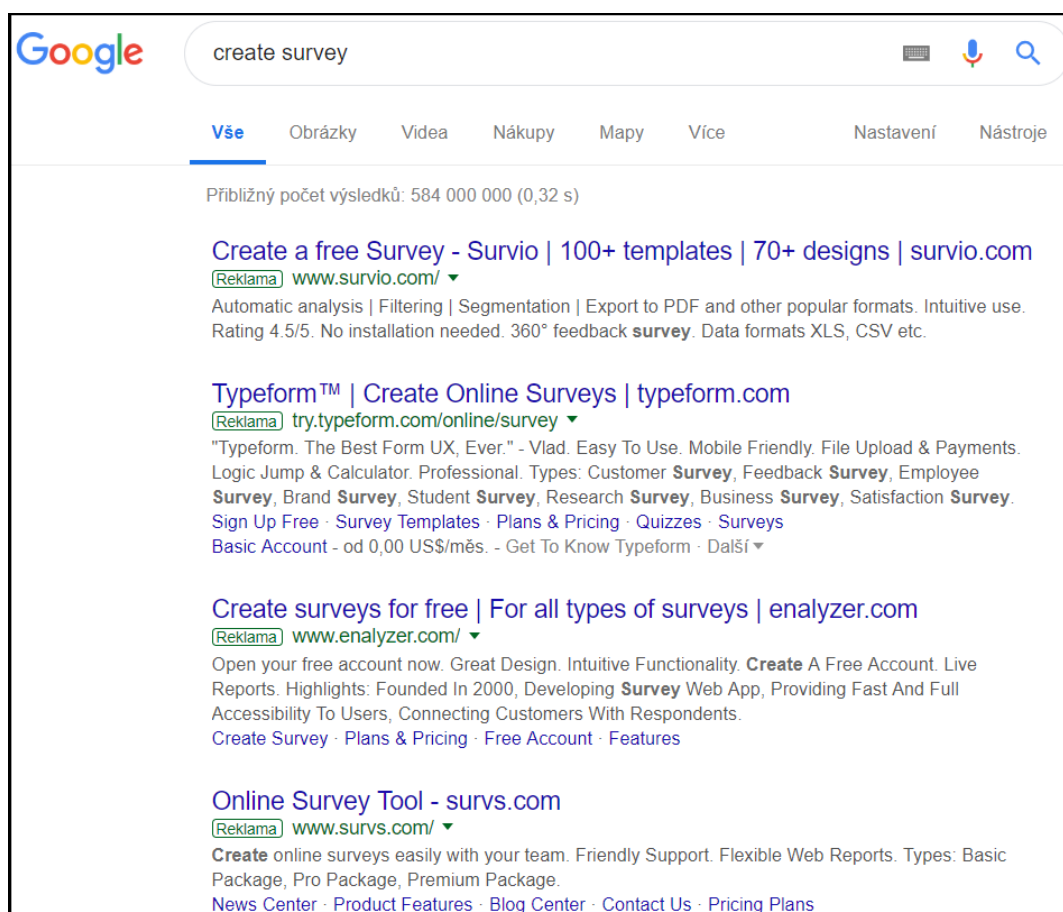 Google
create survey
Vše Obrázky Videa Nákupy Mapy Více Nastavení Nástroje
Přibližný počet výsledků: 584 000 000 (0,32 s)
Create a free Survey - Survio | 100+ templates | 70+ designs | survio.com
Reklama www.survio.com/
Automatic analysis | Filtering | Segmentation | Export to PDF and other popular formats. Intuitive use.
Rating 4.5/5. No installation needed. 360° feedback survey. Data formats XLS, CSV etc.
Typeform™ | Create Online Surveys | typeform.com
Reklama try.typeform.com/online/survey
"Typeform. The Best Form UX, Ever." - Vlad. Easy To Use. Mobile Friendly. File Upload & Payments.
Logic Jump & Calculator. Professional. Types: Customer Survey, Feedback Survey, Employee
Survey, Brand Survey, Student Survey, Research Survey, Business Survey, Satisfaction Survey.
Sign Up Free · Survey Templates · Plans & Pricing · Quizzes · Surveys
Basic Account - od 0,00 US$/měs. - Get To Know Typeform · Další
Create surveys for free | For all types of surveys | enalyzer.com
Reklama www.enalyzer.com/
Open your free account now. Great Design. Intuitive Functionality. Create A Free Account. Live
Reports. Highlights: Founded In 2000, Developing Survey Web App, Providing Fast And Full
Accessibility To Users, Connecting Customers With Respondents.
Create Survey · Plans & Pricing · Free Account · Features
Online Survey Tool - survs.com
Reklama www.survs.com/
Create online surveys easily with your team. Friendly Support. Flexible Web Reports. Types: Basic
Package, Pro Package, Premium Package.
News Center · Product Features · Blog Center · Contact Us · Pricing Plans